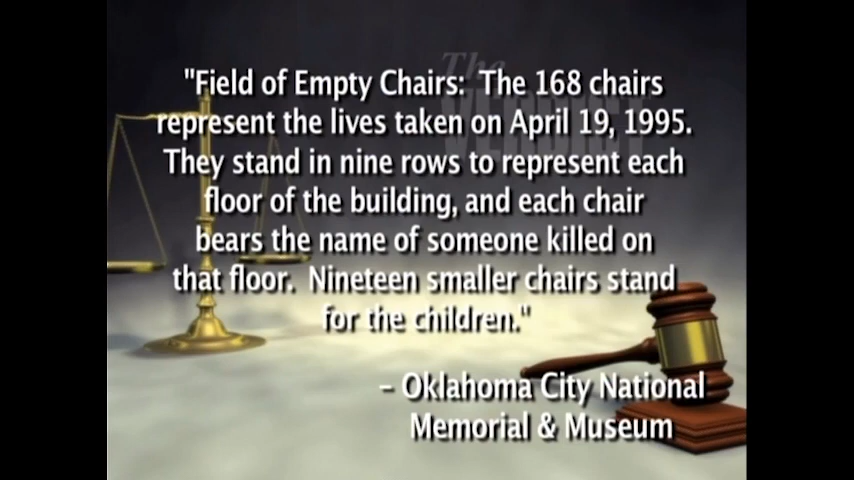 The
VERDICT
"Field of Empty Chairs:  The 168 chairs
represent the lives taken on April 19, 1995.
They stand in nine rows to represent each
floor of the building, and each chair
bears the name of someone killed on
that floor.  Nineteen smaller chairs stand
for the children."
– Oklahoma City National
Memorial & Museum